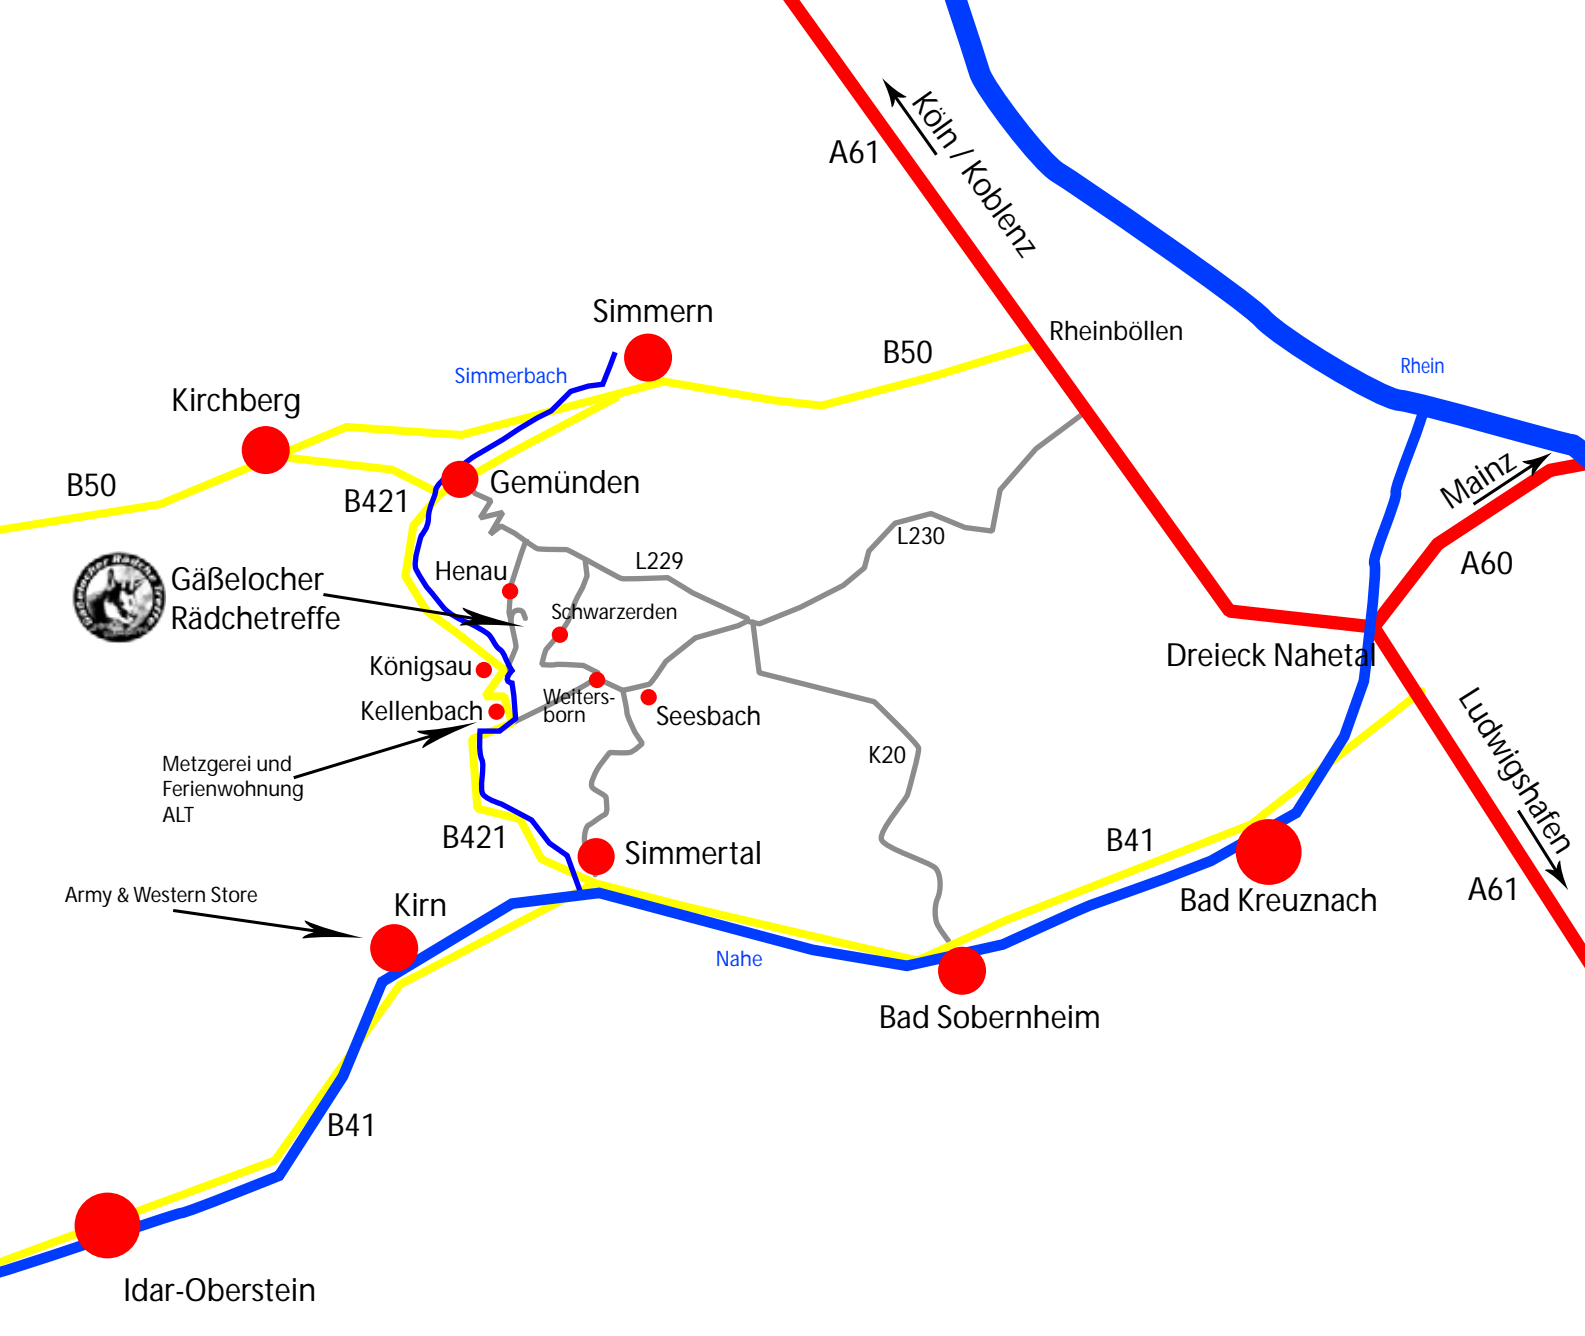 Köln / Koblenz
A61
Simmern
Rheinböllen
B50
Rhein
Simmerbach
Kirchberg
B50
B421
Gemünden
Mainz
A60
L230
L229
Henau
Gäßelocher
Rädchetreffe
Schwarzerden
Dreieck Nahetal
Königsau
Kellenbach
Weiters-
born
Seesbach
Ludwigshafen
K20
Metzgerei und
Ferienwohnung
ALT
B421
Simmertal
B41
A61
Bad Kreuznach
Army & Western Store
Kirn
Nahe
Bad Sobernheim
B41
Idar-Oberstein